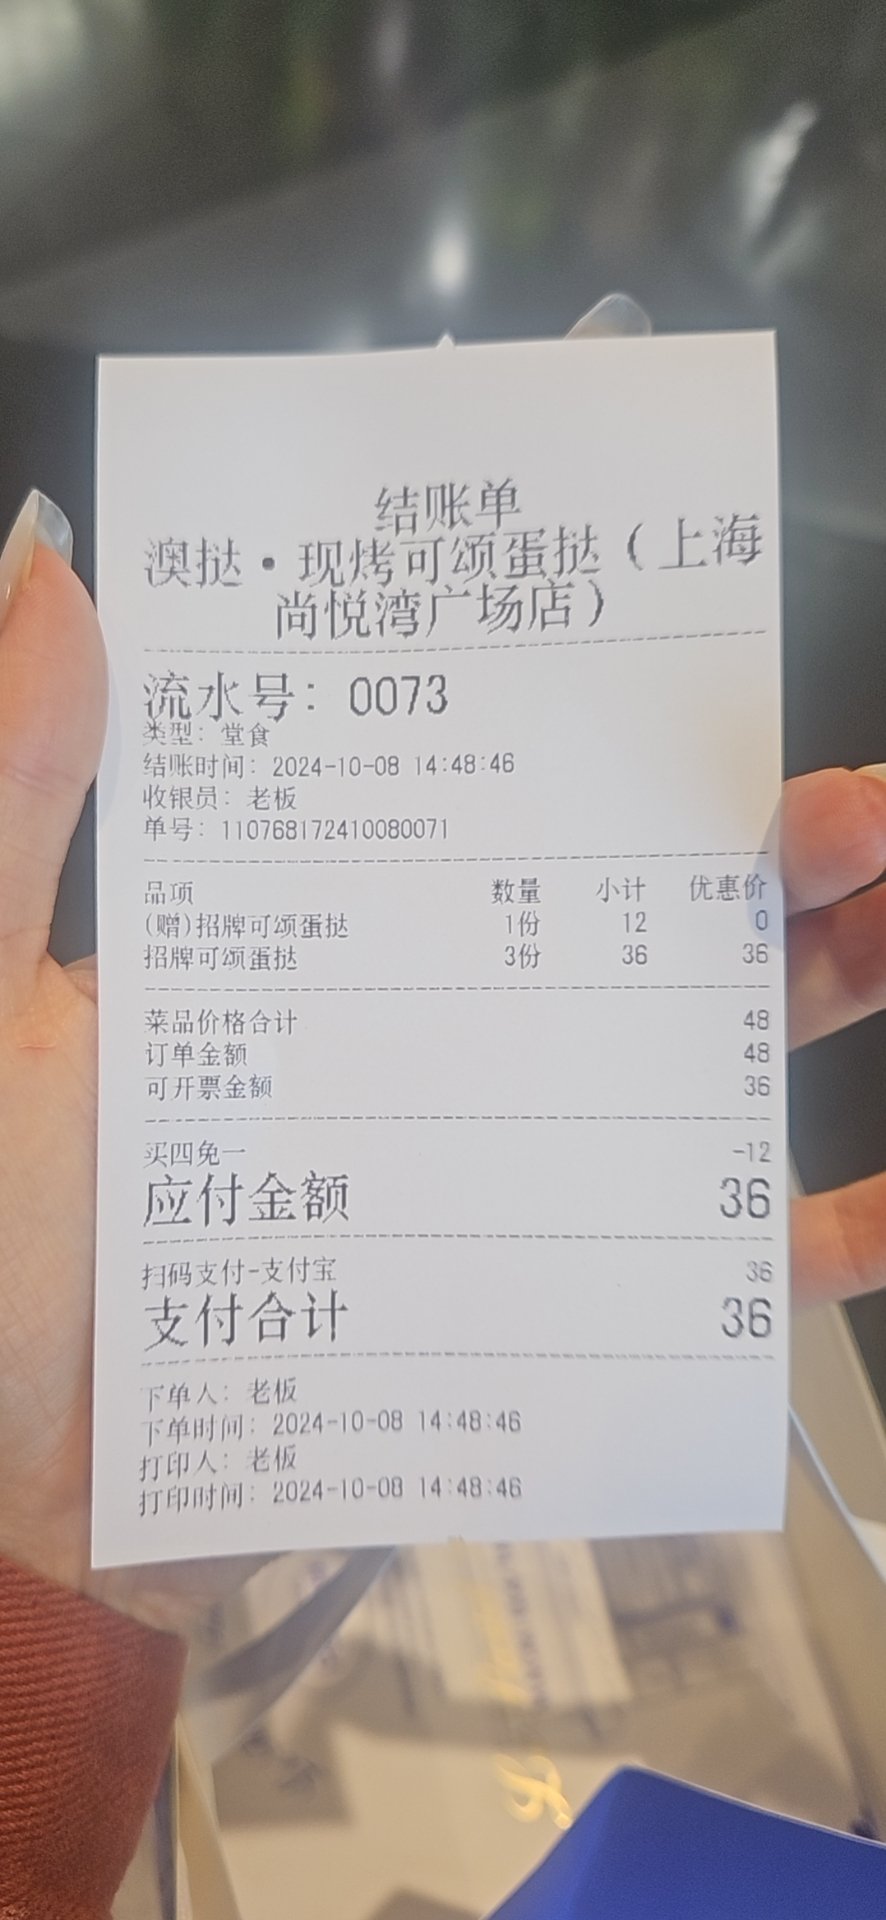 结账单
澳挞·现烤可颂蛋挞（上海
尚悦湾广场店）
流水号：0073
类型：堂食
结账时间：2024-10-08 14:48:46
收银员：老板
单号：110768172410080071
品项 数量 小计 优惠价
(赠)招牌可颂蛋挞 1份 12 0
招牌可颂蛋挞 3份 36 36
菜品价格合计 48
订单金额 48
可开票金额 36
买四免一 -12
应付金额 36
扫码支付-支付宝 36
支付合计 36
下单人：老板
下单时间：2024-10-08 14:48:46
打印人：老板
打印时间：2024-10-08 14:48:46